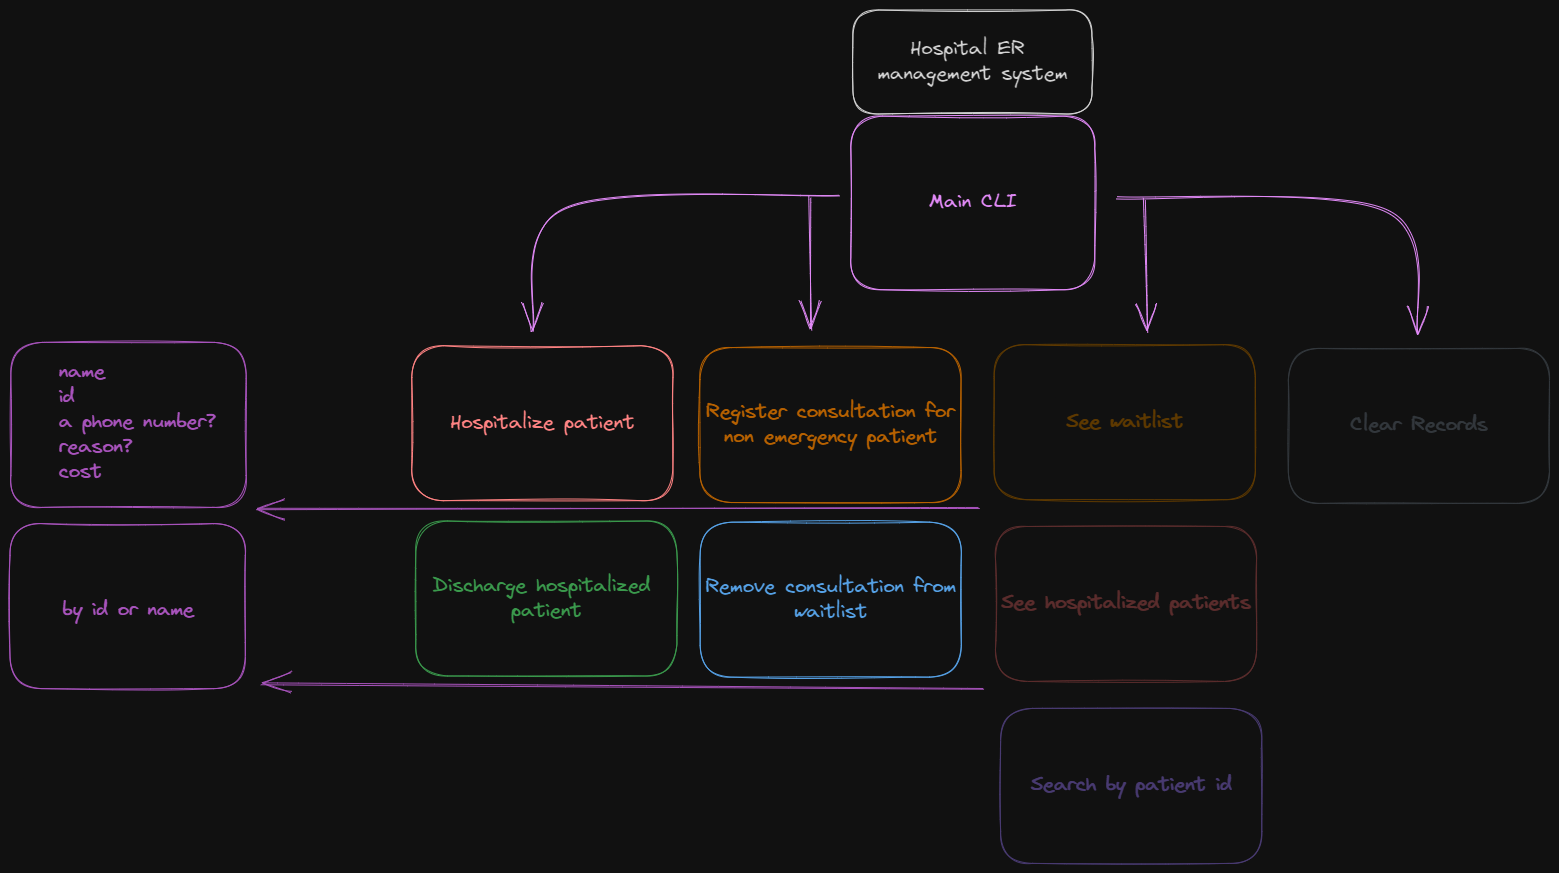 Hospital ER
management system
Main CLI
name
id
a phone number?
reason?
cost
Hospitalize patient
Register consultation for
non emergency patient
See waitlist
Clear Records
by id or name
Discharge hospitalized
patient
Remove consultation from
waitlist
See hospitalized patients
Search by patient id